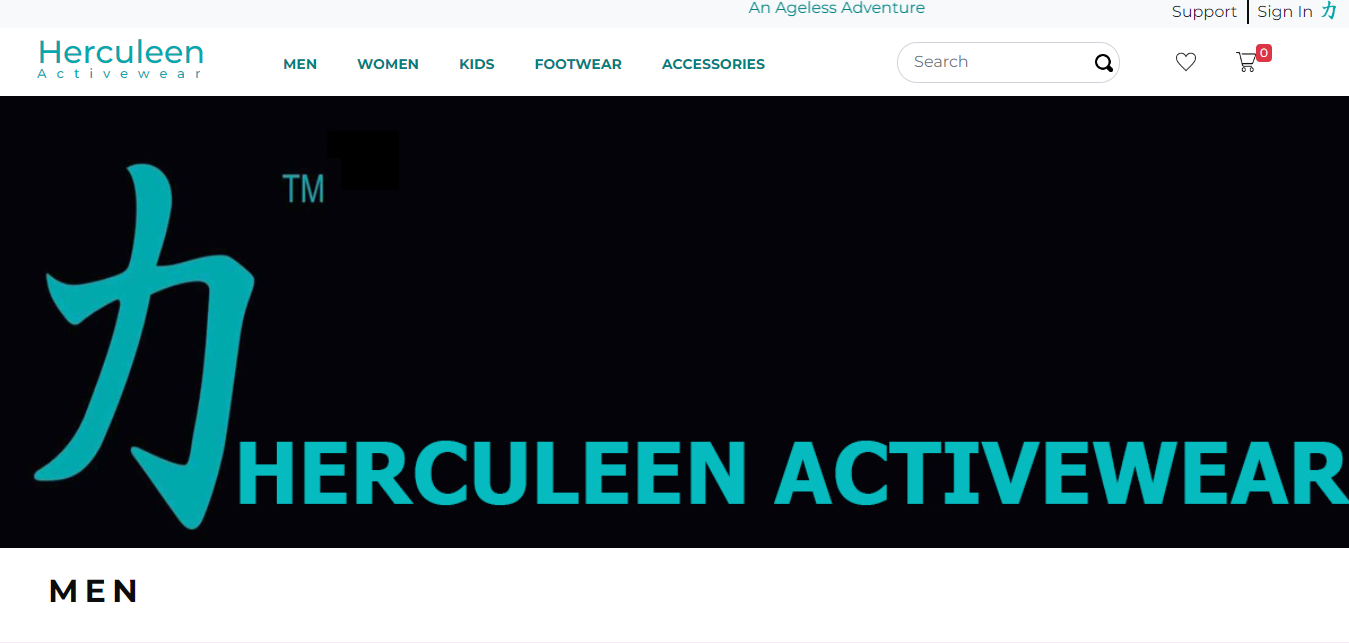 An Ageless Adventure
Support
Sign In 力
Herculeen
Activewear
MEN WOMEN KIDS FOOTWEAR ACCESSORIES
Search
0
力
TM
HERCULEEN ACTIVEWEAR
MEN